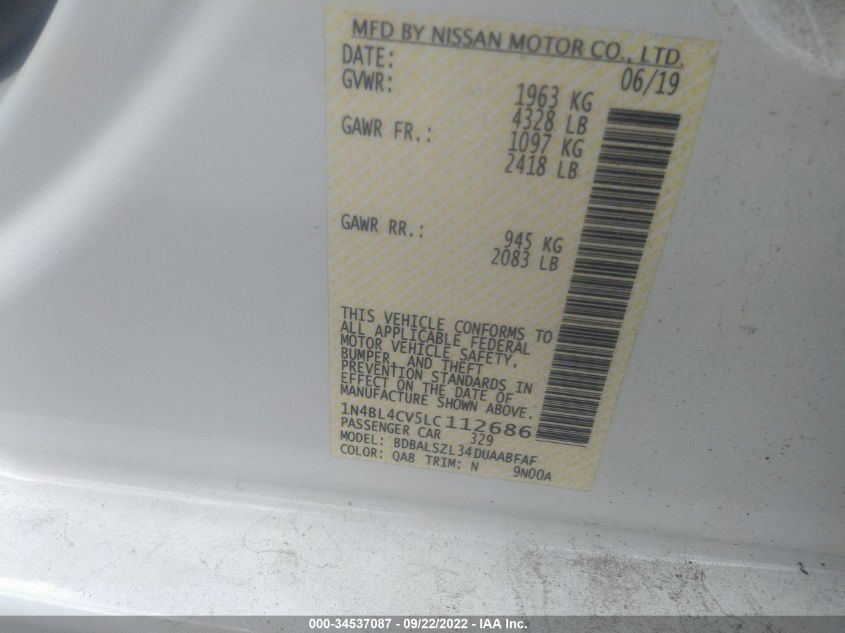 MFD BY NISSAN MOTOR CO., LTD.
DATE: 06/19
GVWR: 1963 KG
4328 LB
GAWR FR.: 1097 KG
2418 LB
GAWR RR.: 945 KG
2083 LB
THIS VEHICLE CONFORMS TO
ALL APPLICABLE FEDERAL
MOTOR VEHICLE SAFETY,
BUMPER, AND THEFT
PREVENTION STANDARDS IN
EFFECT ON THE DATE OF
MANUFACTURE SHOWN ABOVE.
1N4BL4CV5LC112686
PASSENGER CAR 329
MODEL: BDBALSZL34DUAABFAF
COLOR: QAB TRIM: N 9N00A
000-34537087 - 09/22/2022 - IAA Inc.